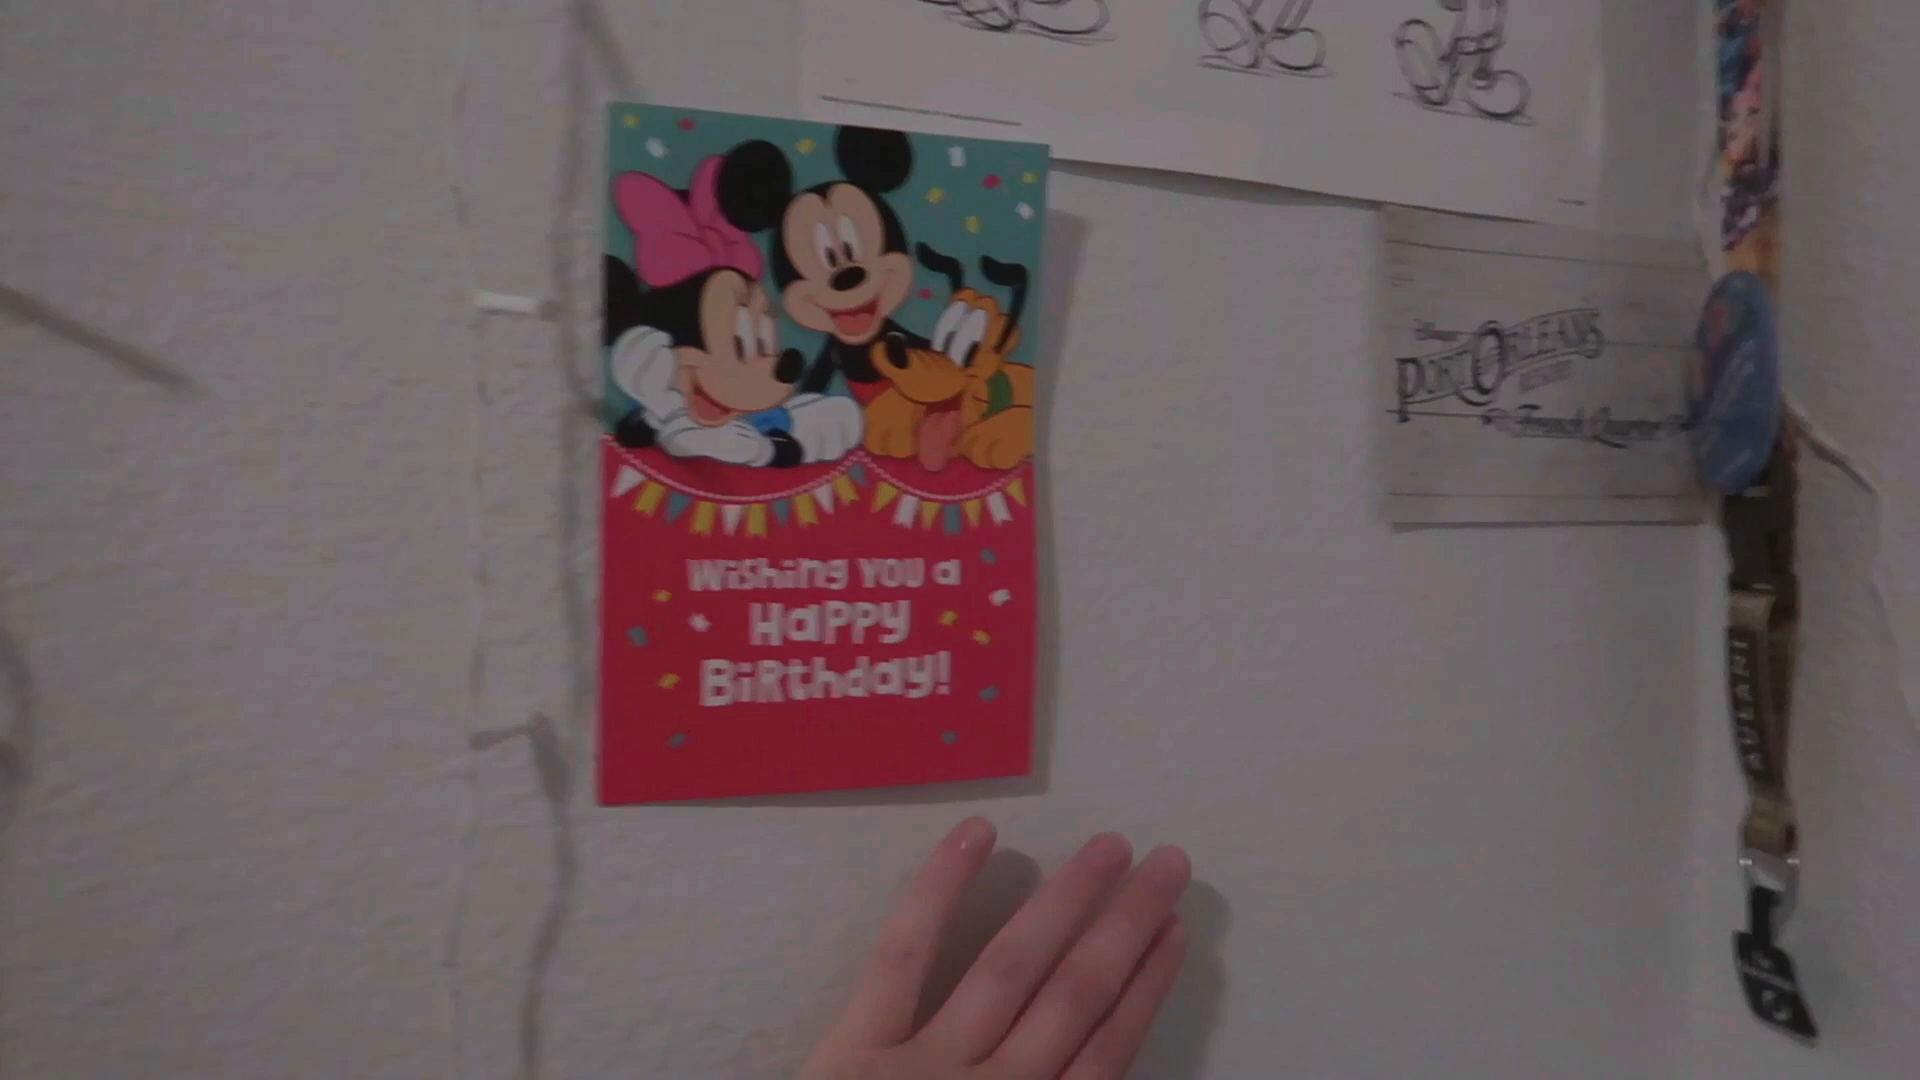 Wishing you a
Happy
Birthday!
PORT ORLEANS
French Quarter
AULANI